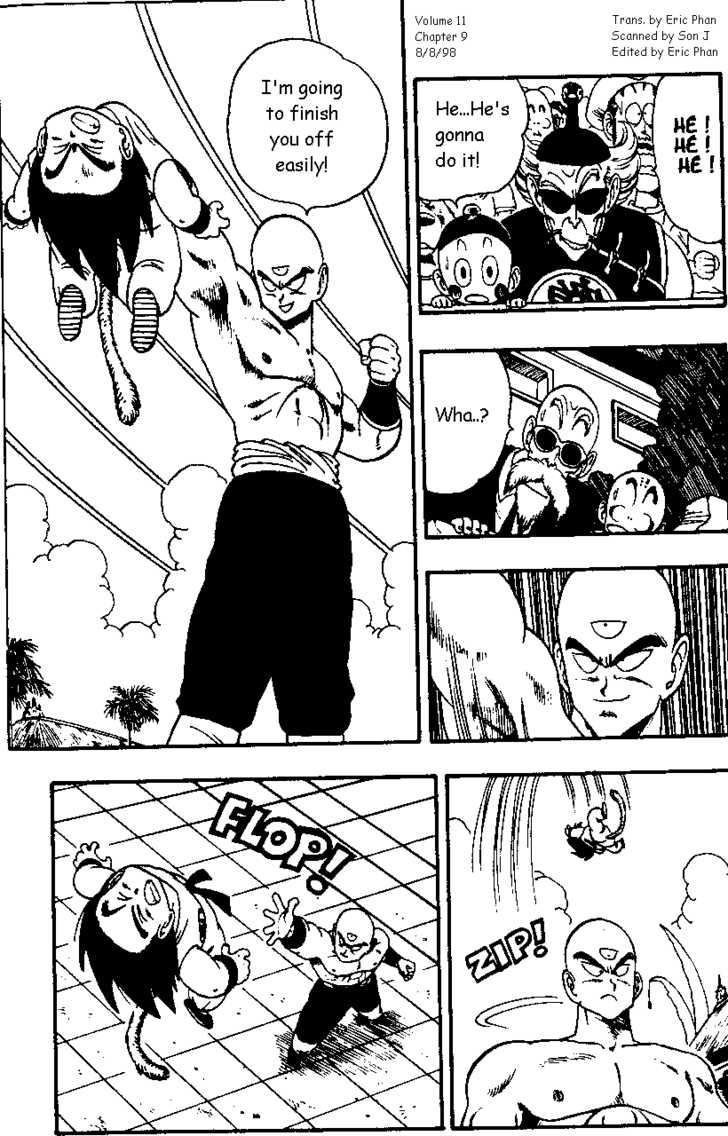 Volume 11
Chapter 9
8/8/98
Trans. by Eric Phan
Scanned by Son J
Edited by Eric Phan
I'm going
to finish
you off
easily!
He...He's
gonna
do it!
HE!
HE!
HE!
Wha..?
FLOP!
ZIP!